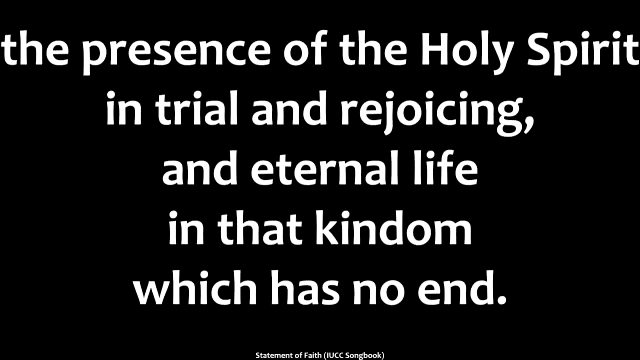 the presence of the Holy Spirit
in trial and rejoicing,
and eternal life
in that kindom
which has no end.
Statement of Faith (IUCC Songbook)